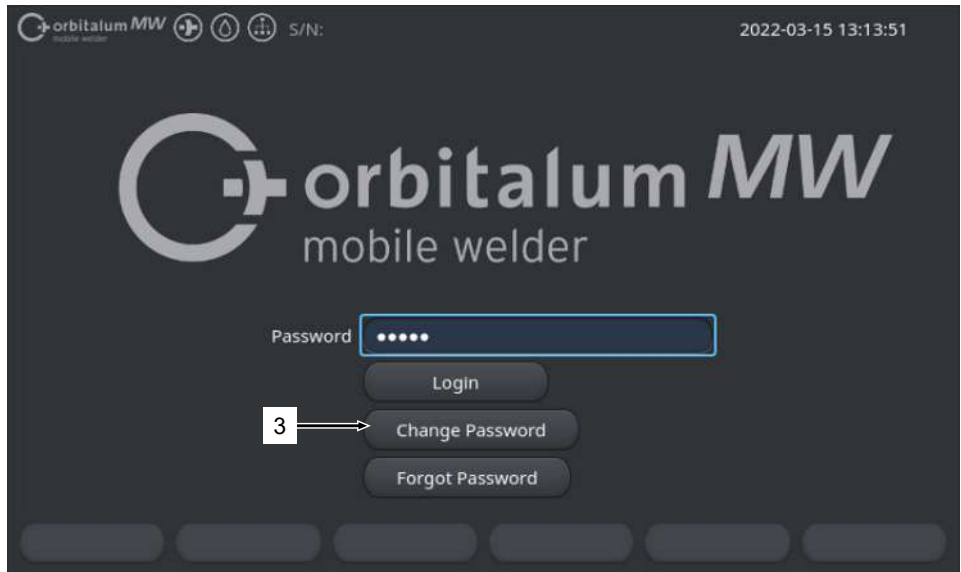 orbitalum MW S/N: 2022-03-15 13:13:51
mobile welder
orbitalum MW
mobile welder
Password •••••
Login
3 Change Password
Forgot Password